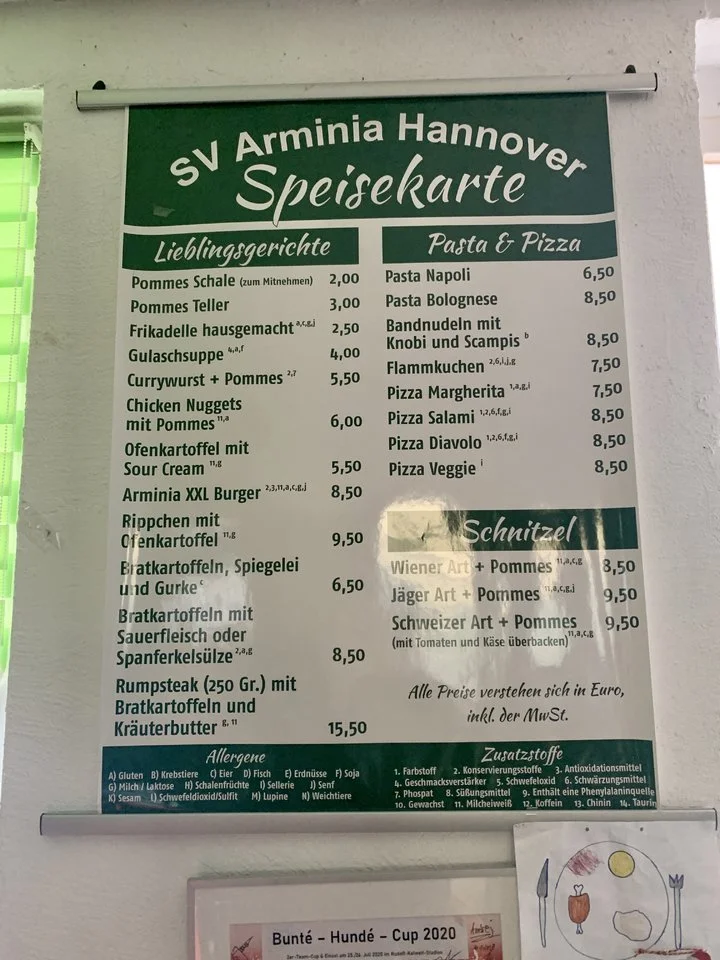 SV Arminia Hannover
Speisekarte
Lieblingsgerichte
Pommes Schale (zum Mitnehmen) 2,00
Pommes Teller 3,00
Frikadelle hausgemacht a,c,g,j 2,50
Gulaschsuppe 4,a,f 4,00
Currywurst + Pommes 2,7 5,50
Chicken Nuggets
mit Pommes 11,a 6,00
Ofenkartoffel mit
Sour Cream 11,g 5,50
Arminia XXL Burger 2,3,11,a,c,g,j 8,50
Rippchen mit
Ofenkartoffel 11,g 9,50
Bratkartoffeln, Spiegelei
und Gurke c 6,50
Bratkartoffeln mit
Sauerfleisch oder
Spanferkelsülze 2,a,g 8,50
Rumpsteak (250 Gr.) mit
Bratkartoffeln und
Kräuterbutter g, 11 15,50
Pasta & Pizza
Pasta Napoli 6,50
Pasta Bolognese 8,50
Bandnudeln mit
Knobi und Scampis b 8,50
Flammkuchen 2,6,i,j,g 7,50
Pizza Margherita 1,a,g,i 7,50
Pizza Salami 1,2,6,f,g,i 8,50
Pizza Diavolo 1,2,6,f,g,i 8,50
Pizza Veggie i 8,50
Schnitzel
Wiener Art + Pommes 11,a,c,g 8,50
Jäger Art + Pommes 11,a,c,g,j 9,50
Schweizer Art + Pommes 9,50
(mit Tomaten und Käse überbacken) 11,a,c,g
Alle Preise verstehen sich in Euro,
inkl. der MwSt.
Allergene
A) Gluten B) Krebstiere C) Eier D) Fisch E) Erdnüsse F) Soja
G) Milch / Laktose H) Schalenfrüchte I) Sellerie J) Senf
K) Sesam L) Schwefeldioxid/Sulfit M) Lupine N) Weichtiere
Zusatzstoffe
1. Farbstoff 2. Konservierungsstoffe 3. Antioxidationsmittel
4. Geschmacksverstärker 5. Schwefeloxid 6. Schwärzungsmittel
7. Phospat 8. Süßungsmittel 9. Enthält eine Phenylalaninquelle
10. Gewachst 11. Milcheiweiß 12. Koffein 13. Chinin 14. Taurin
Bunté - Hundé - Cup 2020